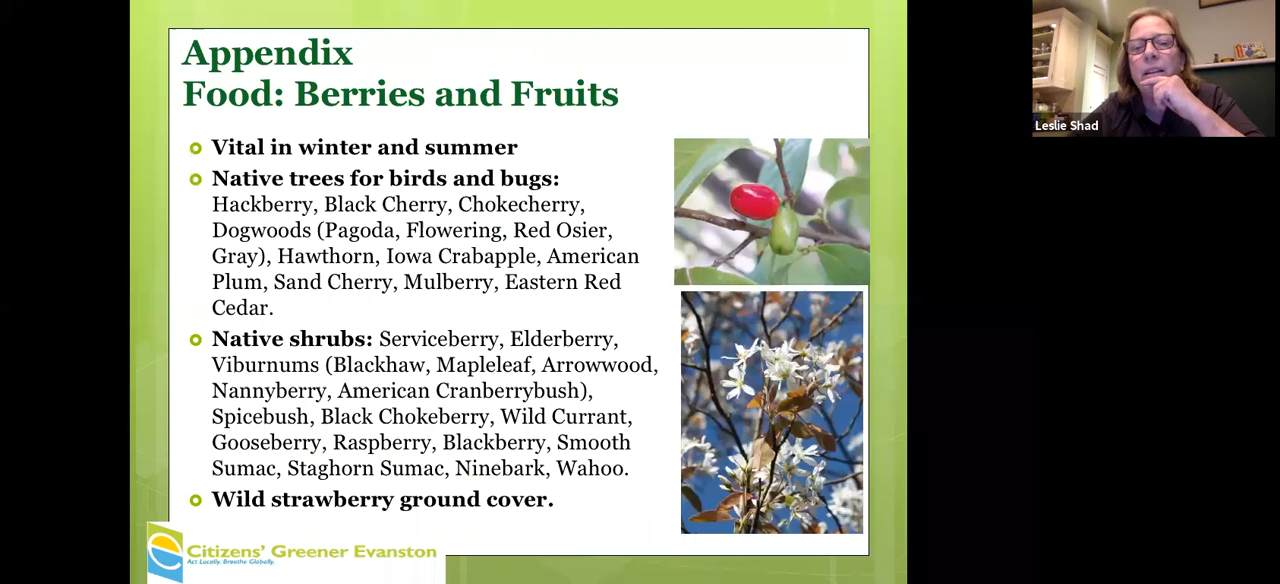 Appendix
Food: Berries and Fruits
Vital in winter and summer
Native trees for birds and bugs:
Hackberry, Black Cherry, Chokecherry,
Dogwoods (Pagoda, Flowering, Red Osier,
Gray), Hawthorn, Iowa Crabapple, American
Plum, Sand Cherry, Mulberry, Eastern Red
Cedar.
Native shrubs: Serviceberry, Elderberry,
Viburnums (Blackhaw, Mapleleaf, Arrowwood,
Nannyberry, American Cranberrybush),
Spicebush, Black Chokeberry, Wild Currant,
Gooseberry, Raspberry, Blackberry, Smooth
Sumac, Staghorn Sumac, Ninebark, Wahoo.
Wild strawberry ground cover.
Citizens' Greener Evanston
Act Locally. Breathe Globally.
Leslie Shad